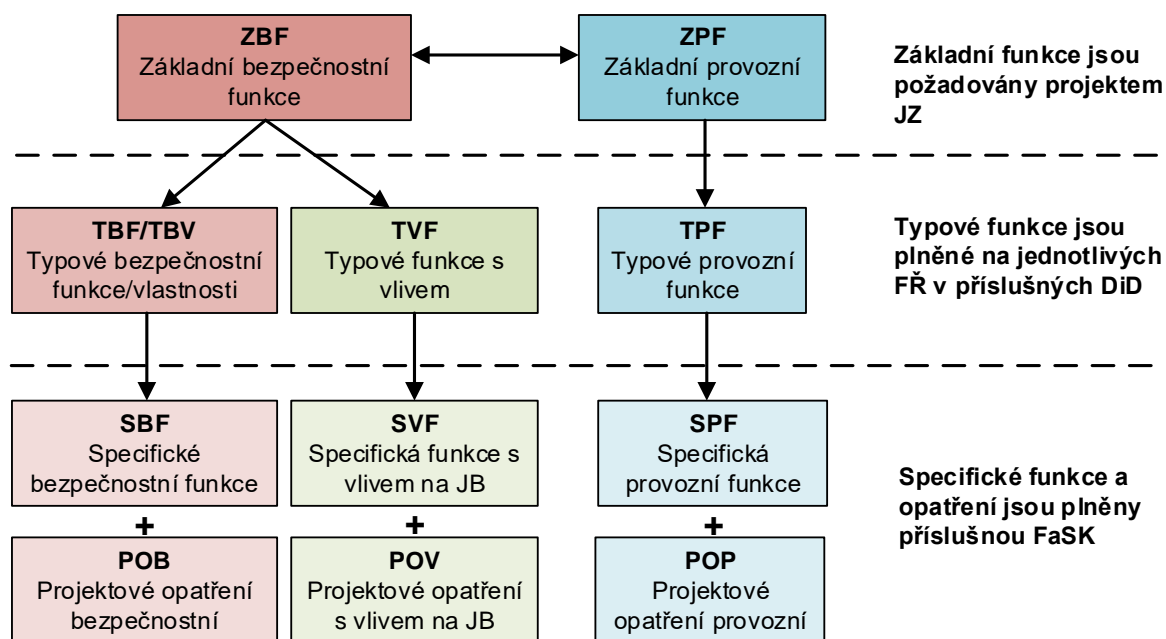 ZBF
Základní bezpečnostní
funkce
ZPF
Základní provozní
funkce
Základní funkce jsou
požadovány projektem
JZ
TBF/TBV
Typové bezpečnostní
funkce/vlastnosti
TVF
Typové funkce s
vlivem
TPF
Typové provozní
funkce
Typové funkce jsou
plněné na jednotlivých
FŘ v příslušných DiD
SBF
Specifické
bezpečnostní funkce
SVF
Specifická funkce s
vlivem na JB
SPF
Specifická
provozní funkce
+
+
+
POB
Projektové opatření
bezpečnostní
POV
Projektové opatření
s vlivem na JB
POP
Projektové
opatření provozní
Specifické funkce a
opatření jsou plněny
příslušnou FaSK